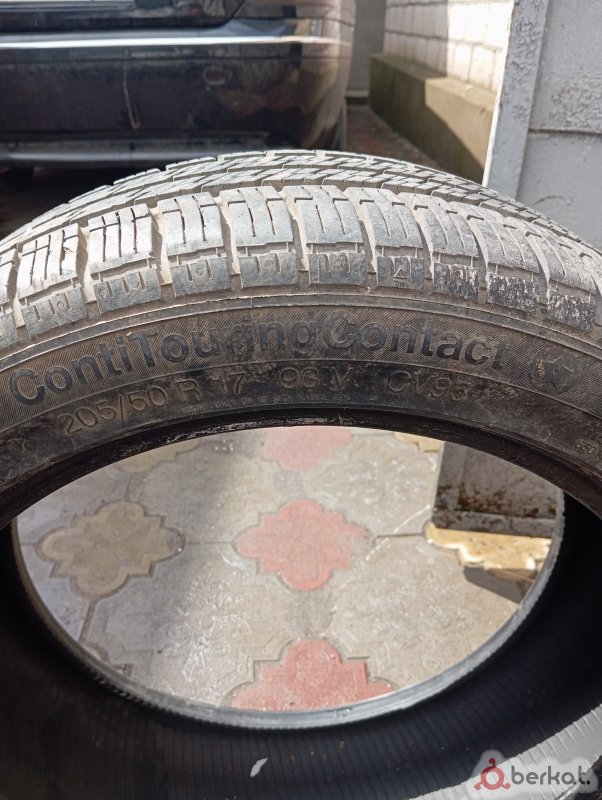 ContiTouringContact
205/50 R 17 93 V CV95
berkat.